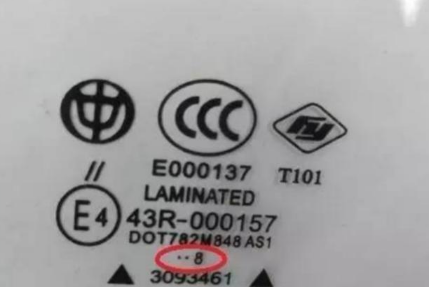 中 CCC FY
// E000137 T101
LAMINATED
E4 43R-000157
DOT782M848 AS1
·· 8
▲ 3093461 ▲